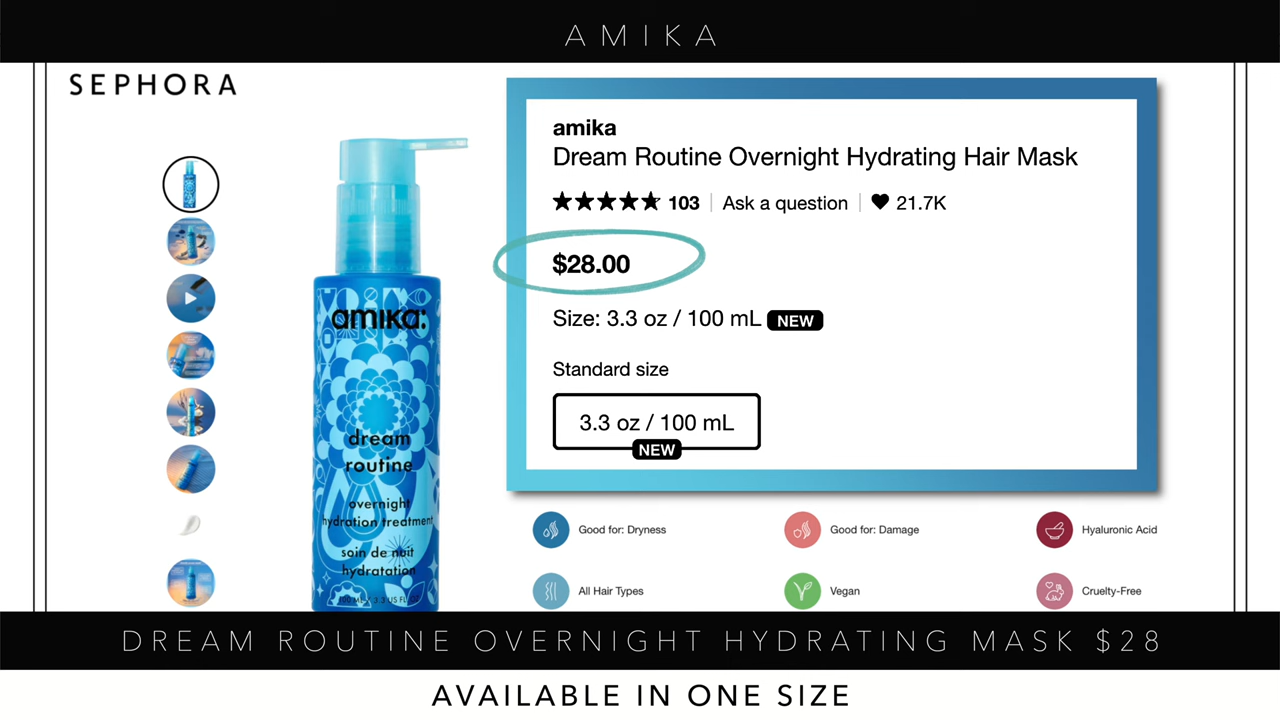 AMIKA
SEPHORA
amika
Dream Routine Overnight Hydrating Hair Mask
103 Ask a question 21.7K
$28.00
Size: 3.3 oz / 100 mL NEW
Standard size
3.3 oz / 100 mL
NEW
amika:
dream
routine
overnight
hydration treatment
soin de nuit
hydratation
Good for: Dryness
Good for: Damage
Hyaluronic Acid
All Hair Types
Vegan
Cruelty-Free
DREAM ROUTINE OVERNIGHT HYDRATING MASK $28
AVAILABLE IN ONE SIZE